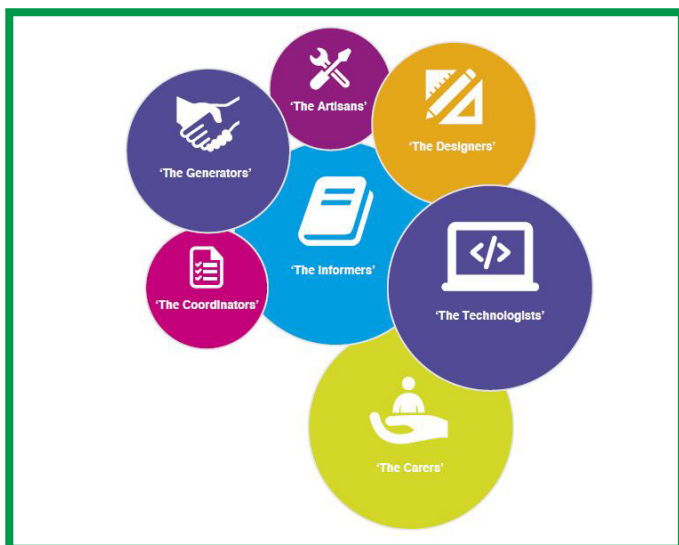 'The Artisans'
'The Designers'
'The Generators'
'The Informers'
'The Coordinators'
</>
'The Technologists'
'The Carers'